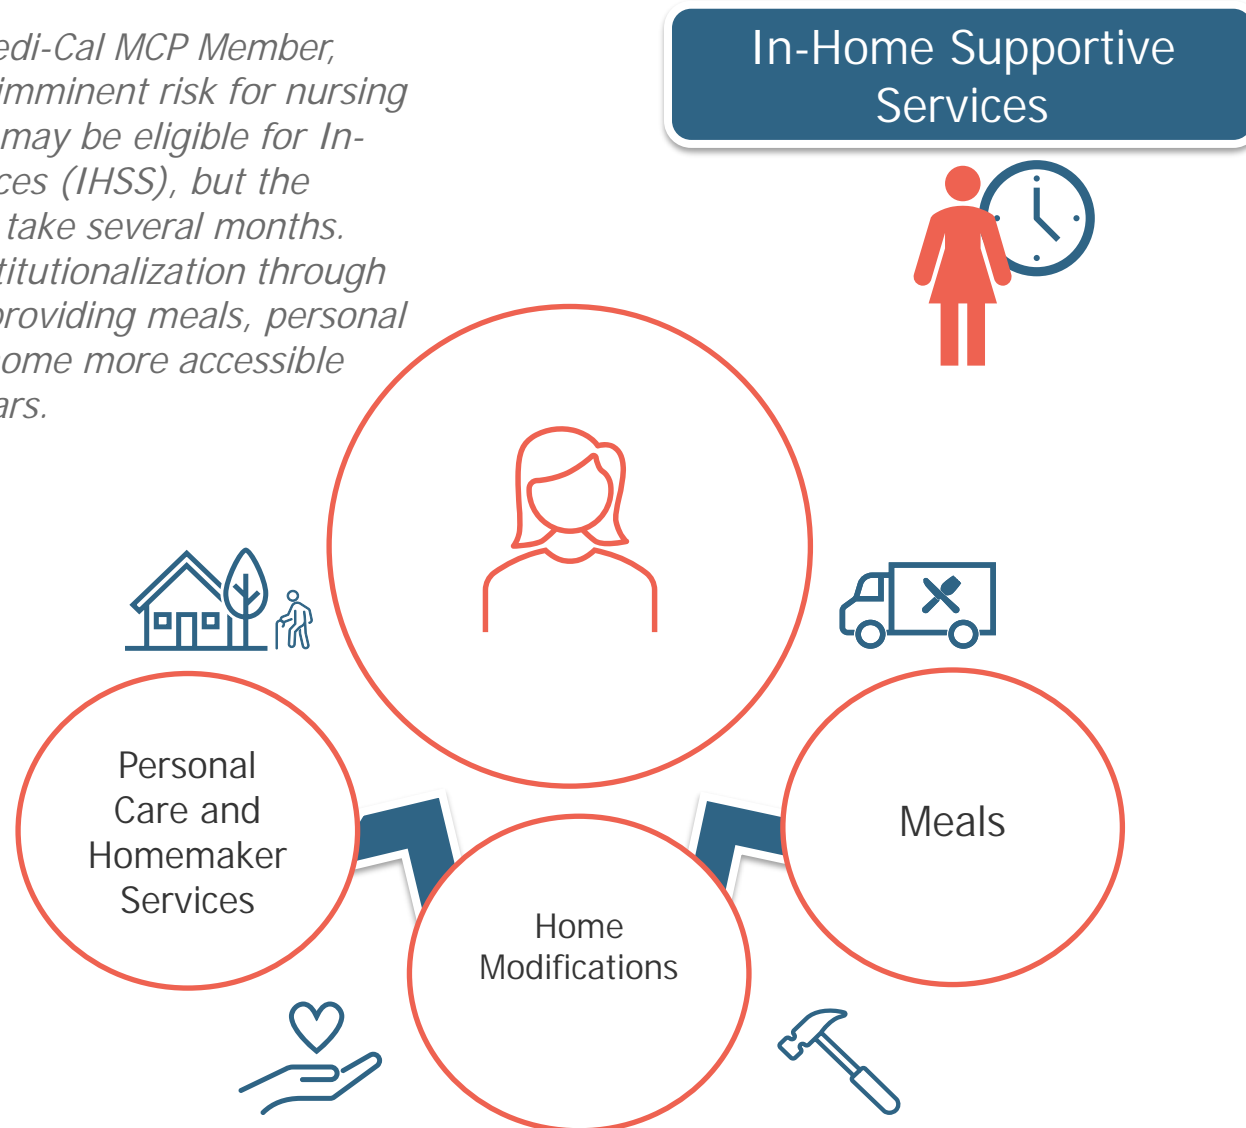 edi-Cal MCP Member,
imminent risk for nursing
may be eligible for In-
ces (IHSS), but the
take several months.
titutionalization through
providing meals, personal
ome more accessible
ars.
In-Home Supportive
Services
Personal
Care and
Homemaker
Services
Home
Modifications
Meals